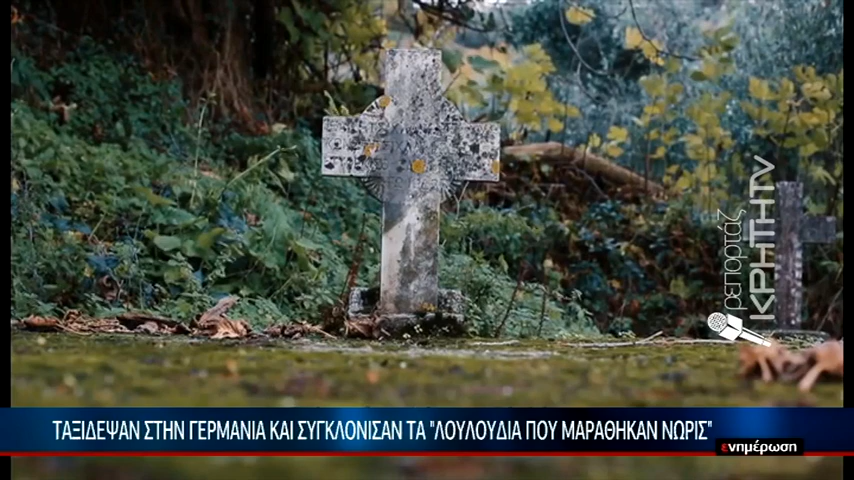 ρεπορτάζ
ΚΡΗΤΗTV
ΤΑΞΙΔΕΨΑΝ ΣΤΗΝ ΓΕΡΜΑΝΙΑ ΚΑΙ ΣΥΓΚΛΟΝΙΣΑΝ ΤΑ "ΛΟΥΛΟΥΔΙΑ ΠΟΥ ΜΑΡΑΘΗΚΑΝ ΝΩΡΙΣ"
ενημέρωση